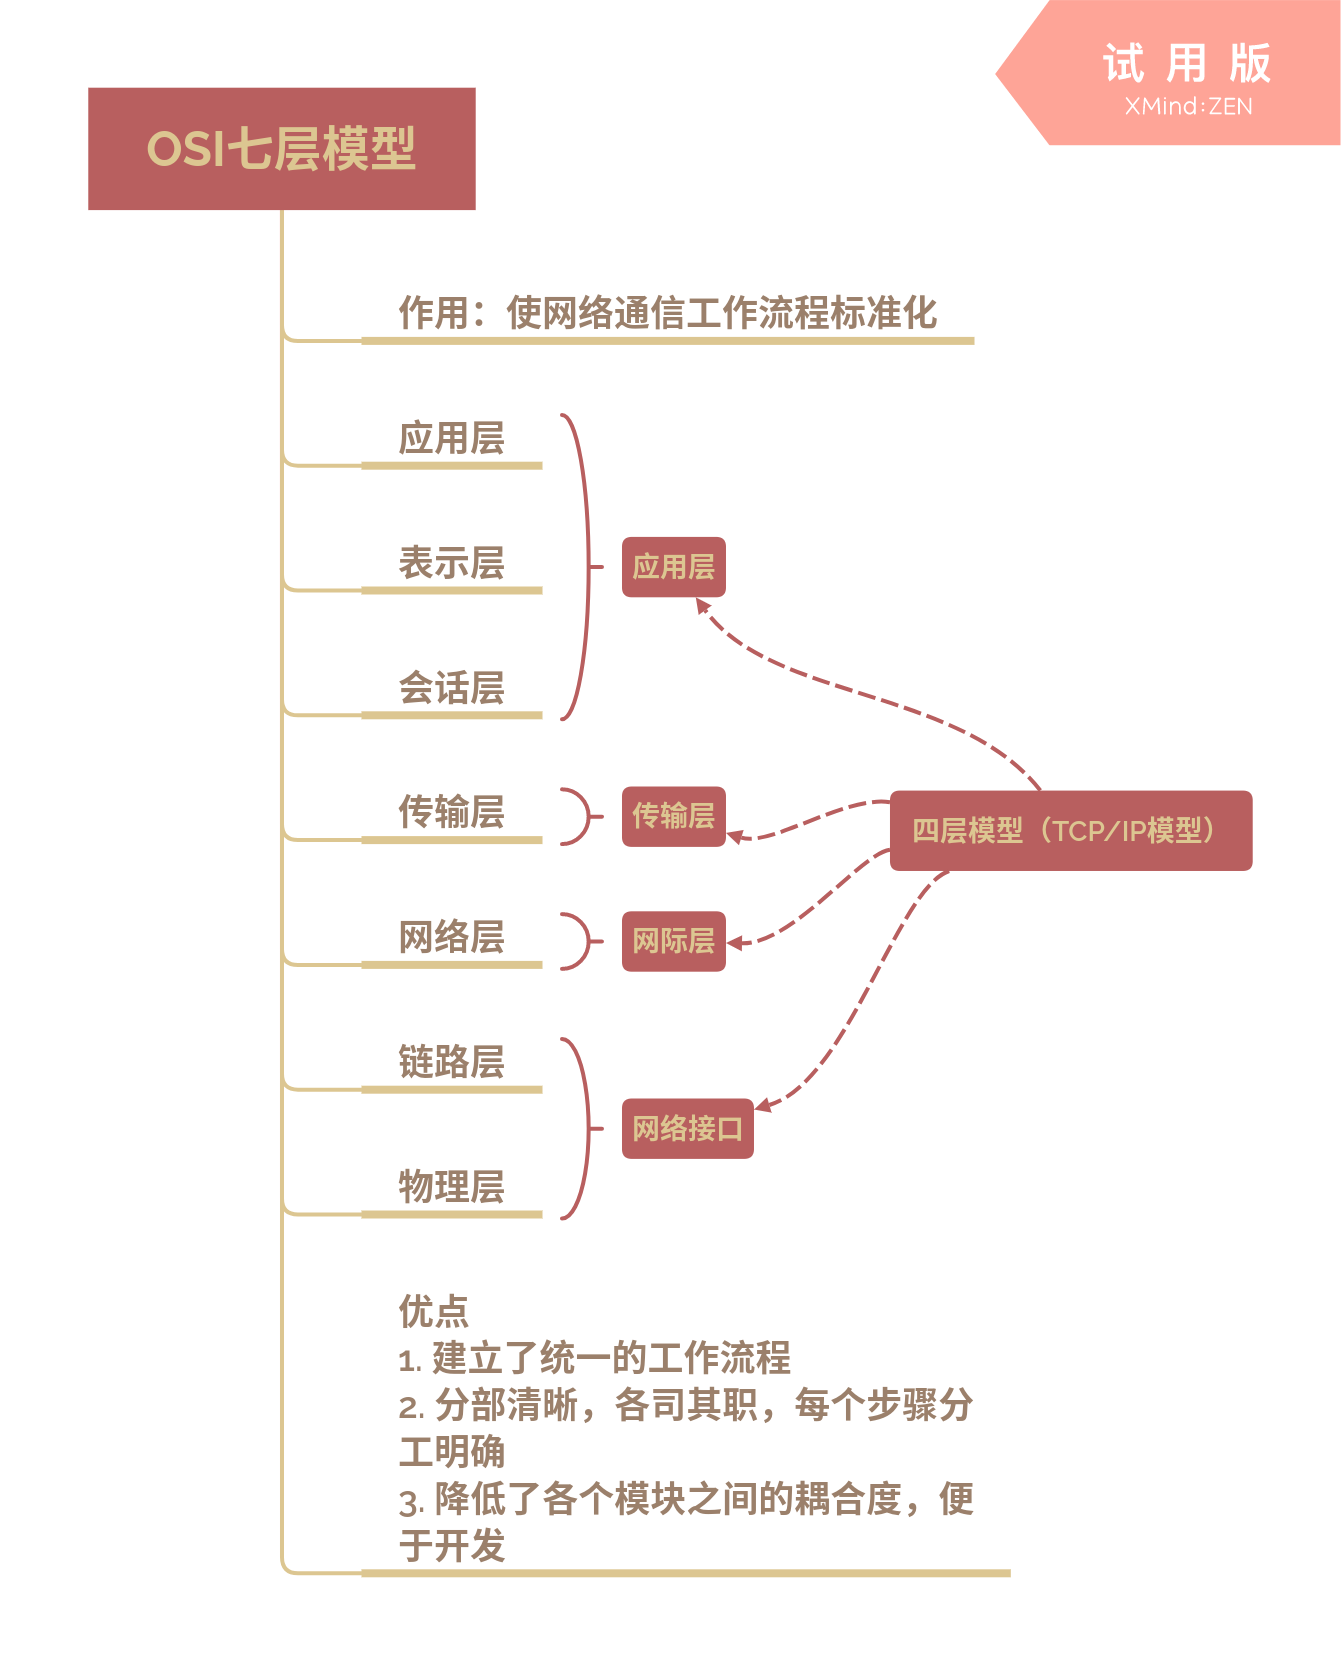 试 用 版
XMind:ZEN
OSI七层模型
作用：使网络通信工作流程标准化
应用层
表示层
应用层
会话层
传输层
传输层
四层模型（TCP/IP模型）
网络层
网际层
链路层
网络接口
物理层
优点
1. 建立了统一的工作流程
2. 分部清晰，各司其职，每个步骤分
工明确
3. 降低了各个模块之间的耦合度，便
于开发